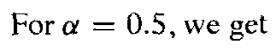 For α = 0.5, we get